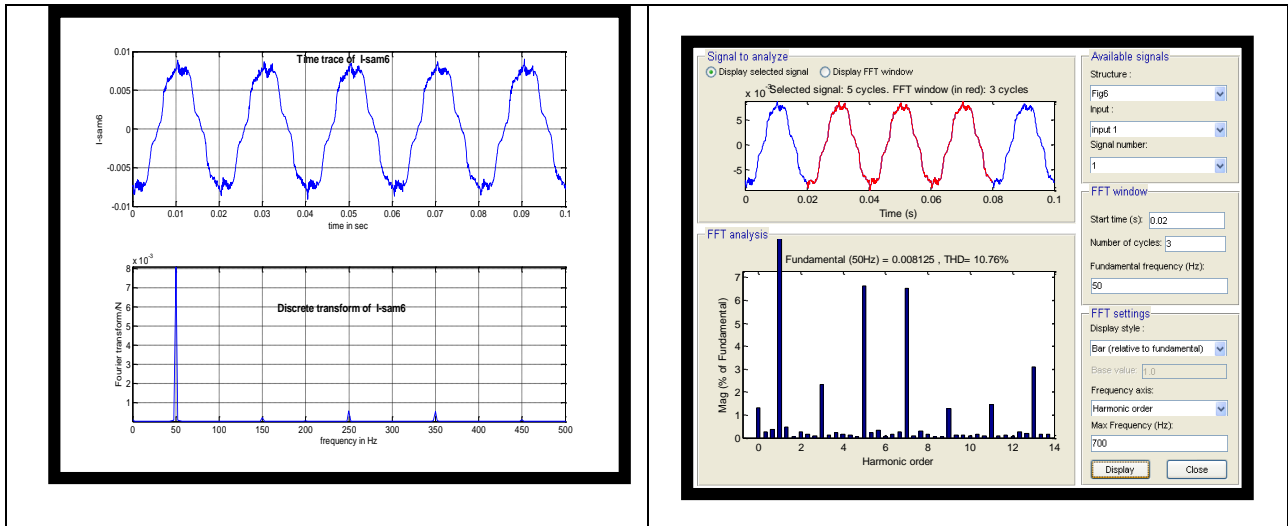 Time trace of I-sam6
0.01
0.005
0
-0.005
-0.01
I-sam6
0 0.01 0.02 0.03 0.04 0.05 0.06 0.07 0.08 0.09 0.1
time in sec
x 10-3
8
7
6
5
4
3
2
1
Discrete transform of I-sam6
Fourier transform/N
0 50 100 150 200 250 300 350 400 450 500
frequency in Hz
Signal to analyze
Display selected signal Display FFT window
x 10-3
Selected signal: 5 cycles. FFT window (in red): 3 cycles
5
0
-5
0 0.02 0.04 0.06 0.08 0.1
Time (s)
FFT analysis
Fundamental (50Hz) = 0.008125 , THD= 10.76%
7
6
5
4
3
2
1
0
Mag (% of Fundamental)
0 2 4 6 8 10 12 14
Harmonic order
Available signals
Structure :
Fig6
Input :
input 1
Signal number:
1
FFT window
Start time (s): 0.02
Number of cycles: 3
Fundamental frequency (Hz):
50
FFT settings
Display style :
Bar (relative to fundamental)
Base value: 1.0
Frequency axis:
Harmonic order
Max Frequency (Hz):
700
Display Close